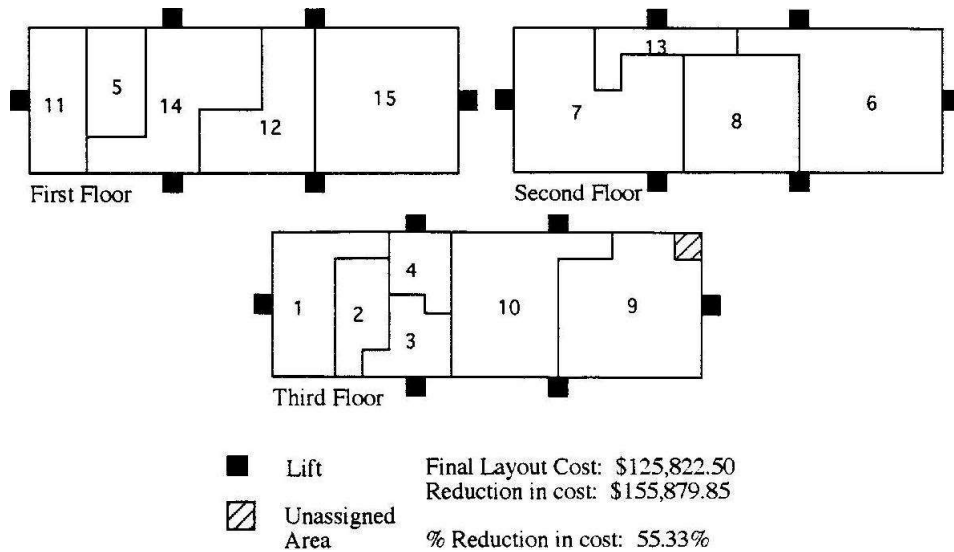 11
5
14
12
15
First Floor
7
13
8
6
Second Floor
1
2
4
3
10
9
Third Floor
Lift
Final Layout Cost: $125,822.50
Reduction in cost: $155,879.85
Unassigned
Area
% Reduction in cost: 55.33%